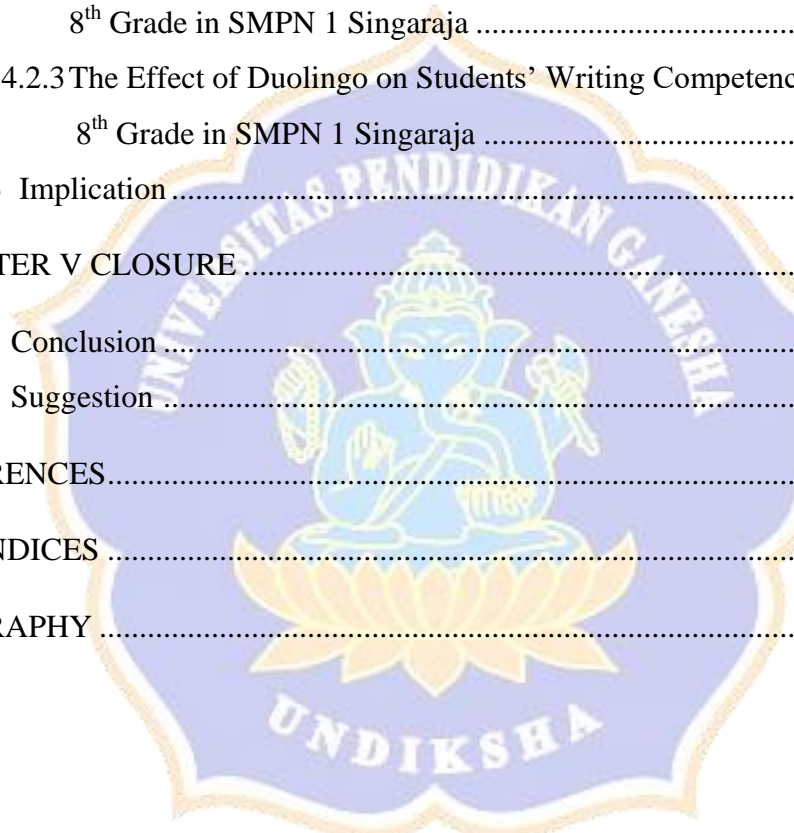 8th Grade in SMPN 1 Singaraja ........................................
4.2.3 The Effect of Duolingo on Students’ Writing Competenc
8th Grade in SMPN 1 Singaraja ........................................
Implication ........................................
TER V CLOSURE ........................................
Conclusion ........................................
Suggestion ........................................
RENCES ........................................
NDICES ........................................
RAPHY ........................................
UNIVERSITAS PENDIDIKAN GANESHA
UNDIKSHA